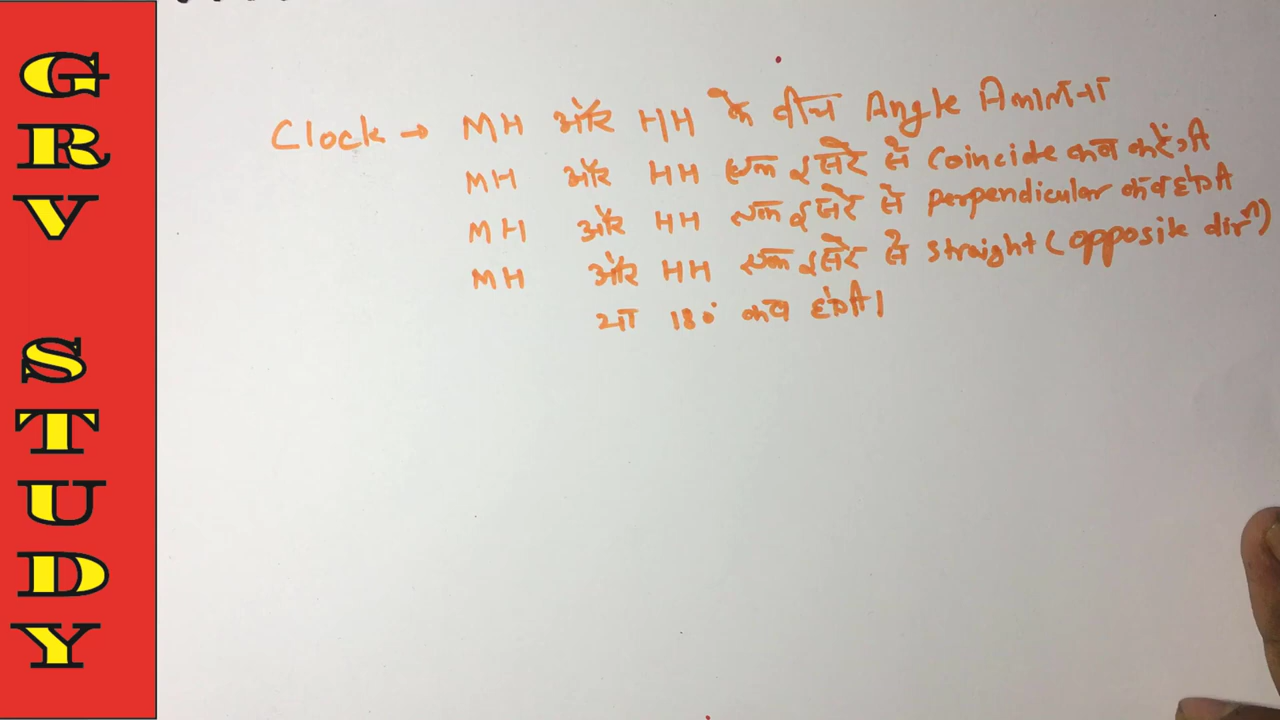 GRV STUDY
Clock → MH और HH के बीच Angle निकालना
MH और HH एक दूसरे से Coincide कब करेंगी
MH और HH एक दूसरे से perpendicular कब होंगी
MH और HH एक दूसरे से straight (opposite dirⁿ)
या 180° कब होंगी।